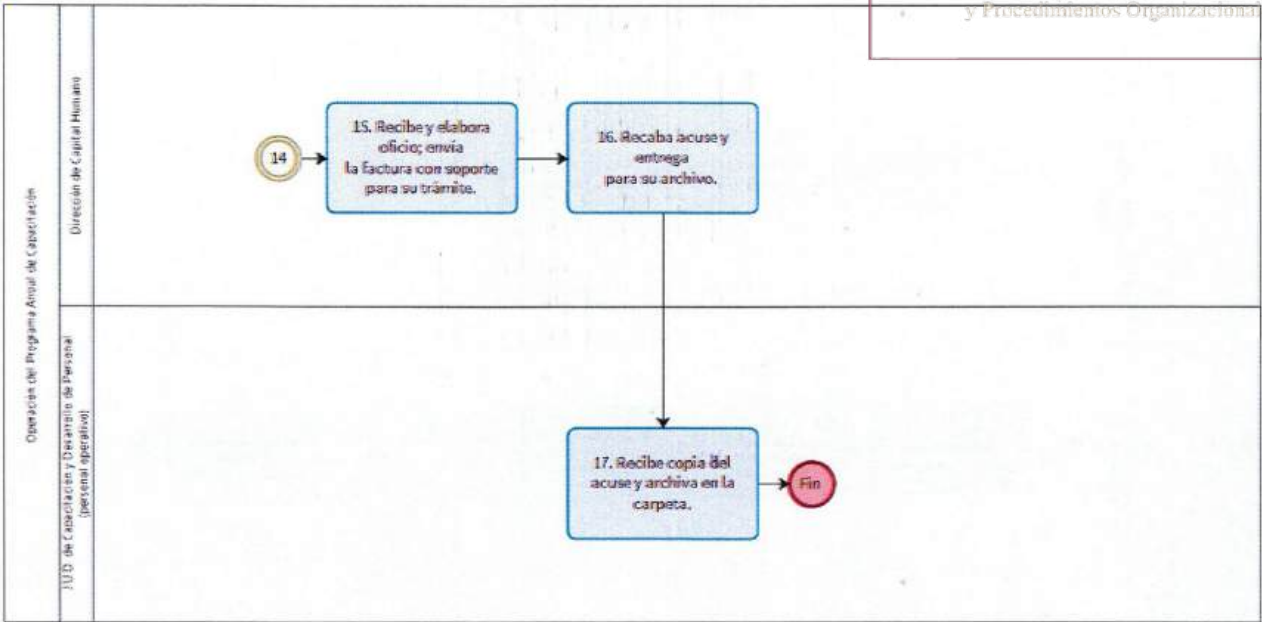 y Procedimientos Organizacional
Operación del Programa Anual de Capacitación
Dirección de Capital Humano
14
15. Recibe y elabora
oficio; envía
la factura con soporte
para su trámite.
16. Recaba acuse y
entrega
para su archivo.
J.U.D. de Capacitación y Desarrollo de Personal
(personal operativo)
17. Recibe copia del
acuse y archiva en la
carpeta.
Fin